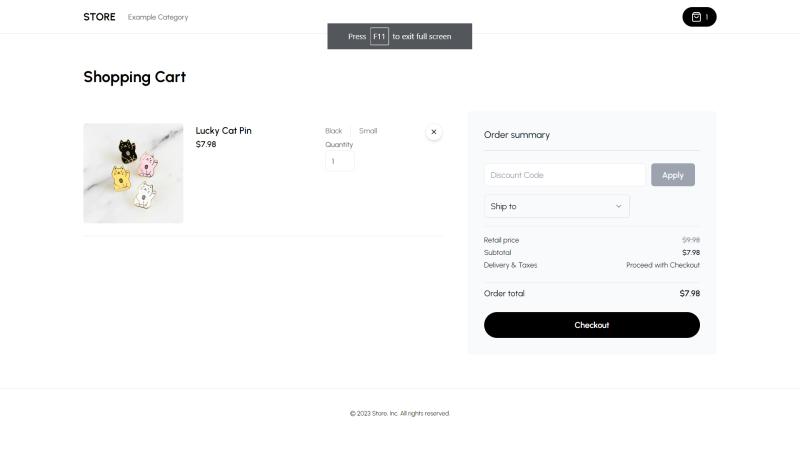 STORE
Example Category
1
Press F11 to exit full screen
Shopping Cart
Lucky Cat Pin
$7.98
Black
Small
Quantity
1
Order summary
Discount Code
Apply
Ship to
Retail price $9.98
Subtotal $7.98
Delivery & Taxes Proceed with Checkout
Order total $7.98
Checkout
© 2023 Store, Inc. All rights reserved.